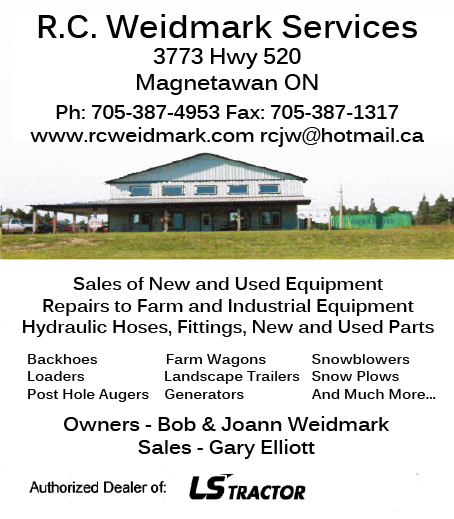 R.C. Weidmark Services
3773 Hwy 520
Magnetawan ON
Ph: 705-387-4953 Fax: 705-387-1317
www.rcweidmark.com rcjw@hotmail.ca
Sales of New and Used Equipment
Repairs to Farm and Industrial Equipment
Hydraulic Hoses, Fittings, New and Used Parts
Backhoes Farm Wagons Snowblowers
Loaders Landscape Trailers Snow Plows
Post Hole Augers Generators And Much More...
Owners - Bob & Joann Weidmark
Sales - Gary Elliott
Authorized Dealer of: LS TRACTOR